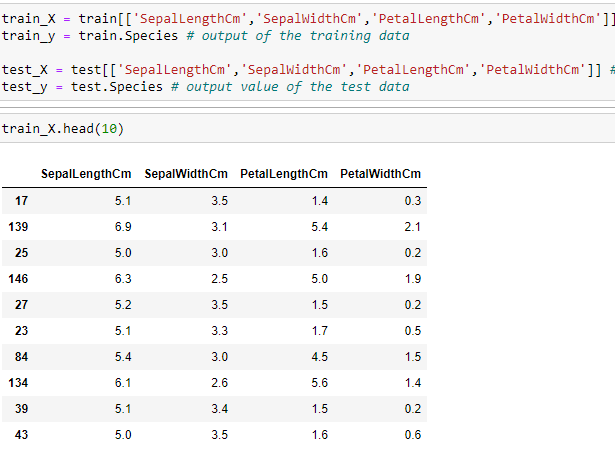 train_X = train[['SepalLengthCm','SepalWidthCm','PetalLengthCm','PetalWidthCm']]
train_y = train.Species # output of the training data
test_X = test[['SepalLengthCm','SepalWidthCm','PetalLengthCm','PetalWidthCm']] #
test_y = test.Species # output value of the test data
train_X.head(10)
SepalLengthCm SepalWidthCm PetalLengthCm PetalWidthCm
17 5.1 3.5 1.4 0.3
139 6.9 3.1 5.4 2.1
25 5.0 3.0 1.6 0.2
146 6.3 2.5 5.0 1.9
27 5.2 3.5 1.5 0.2
23 5.1 3.3 1.7 0.5
84 5.4 3.0 4.5 1.5
134 6.1 2.6 5.6 1.4
39 5.1 3.4 1.5 0.2
43 5.0 3.5 1.6 0.6